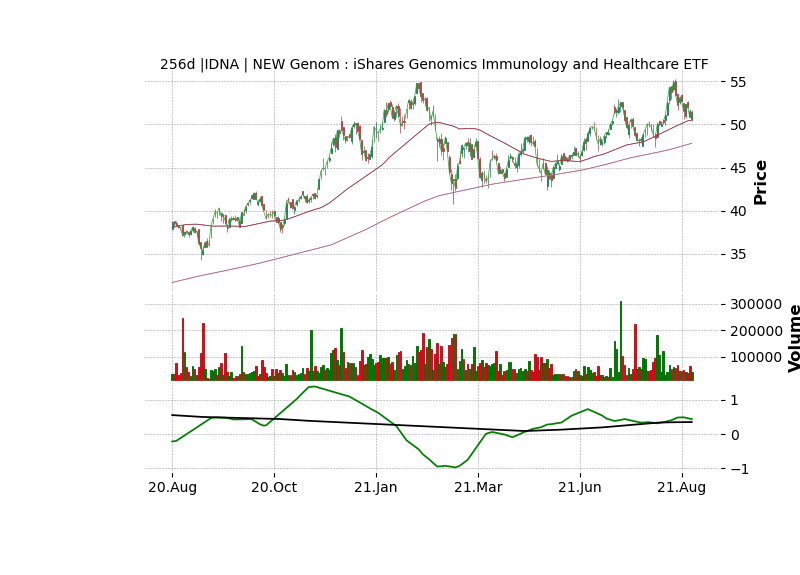 256d |IDNA | NEW Genom : iShares Genomics Immunology and Healthcare ETF
55
50
45
40
35
Price
300000
200000
100000
Volume
1
0
−1
20.Aug 20.Oct 21.Jan 21.Mar 21.Jun 21.Aug